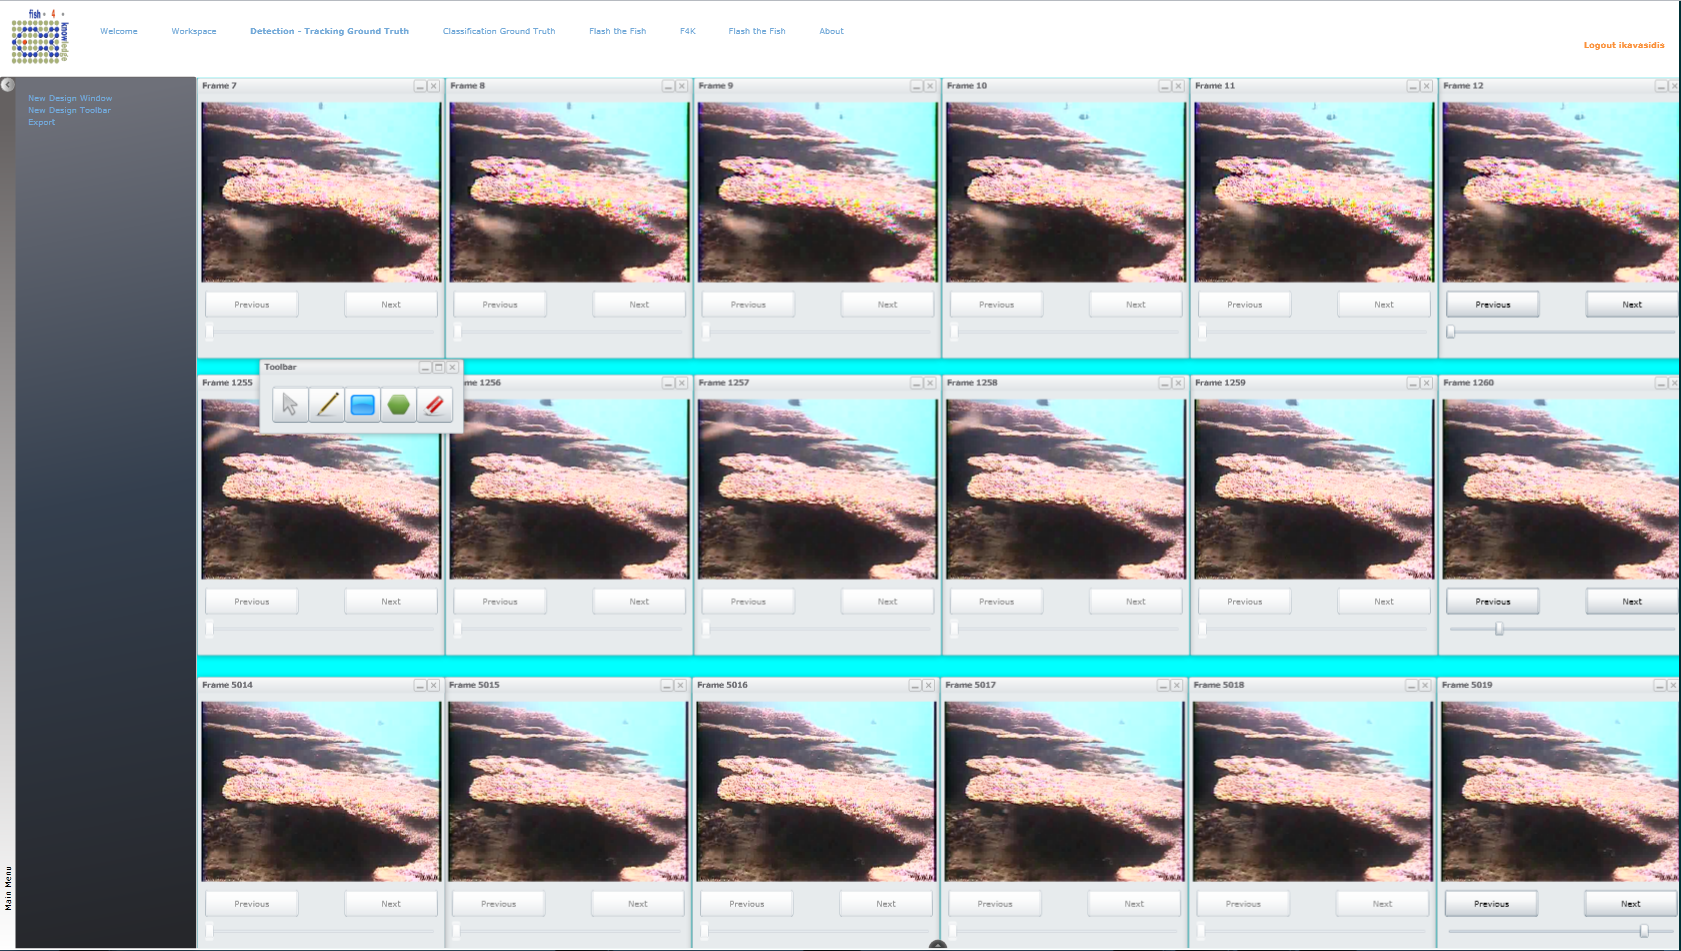 fish - 4 -
knowledge
Welcome
Workspace
Detection - Tracking Ground Truth
Classification Ground Truth
Flash the Fish
F4K
Flash the Fish
About
Logout ikavasidis
New Design Window
New Design Toolbar
Export
Main Menu
Frame 7
Frame 8
Frame 9
Frame 10
Frame 11
Frame 12
Previous
Next
Previous
Next
Previous
Next
Previous
Next
Previous
Next
Previous
Next
Toolbar
Frame 1255
me 1256
Frame 1257
Frame 1258
Frame 1259
Frame 1260
Previous
Next
Previous
Next
Previous
Next
Previous
Next
Previous
Next
Previous
Next
Frame 5014
Frame 5015
Frame 5016
Frame 5017
Frame 5018
Frame 5019
Previous
Next
Previous
Next
Previous
Next
Previous
Next
Previous
Next
Previous
Next